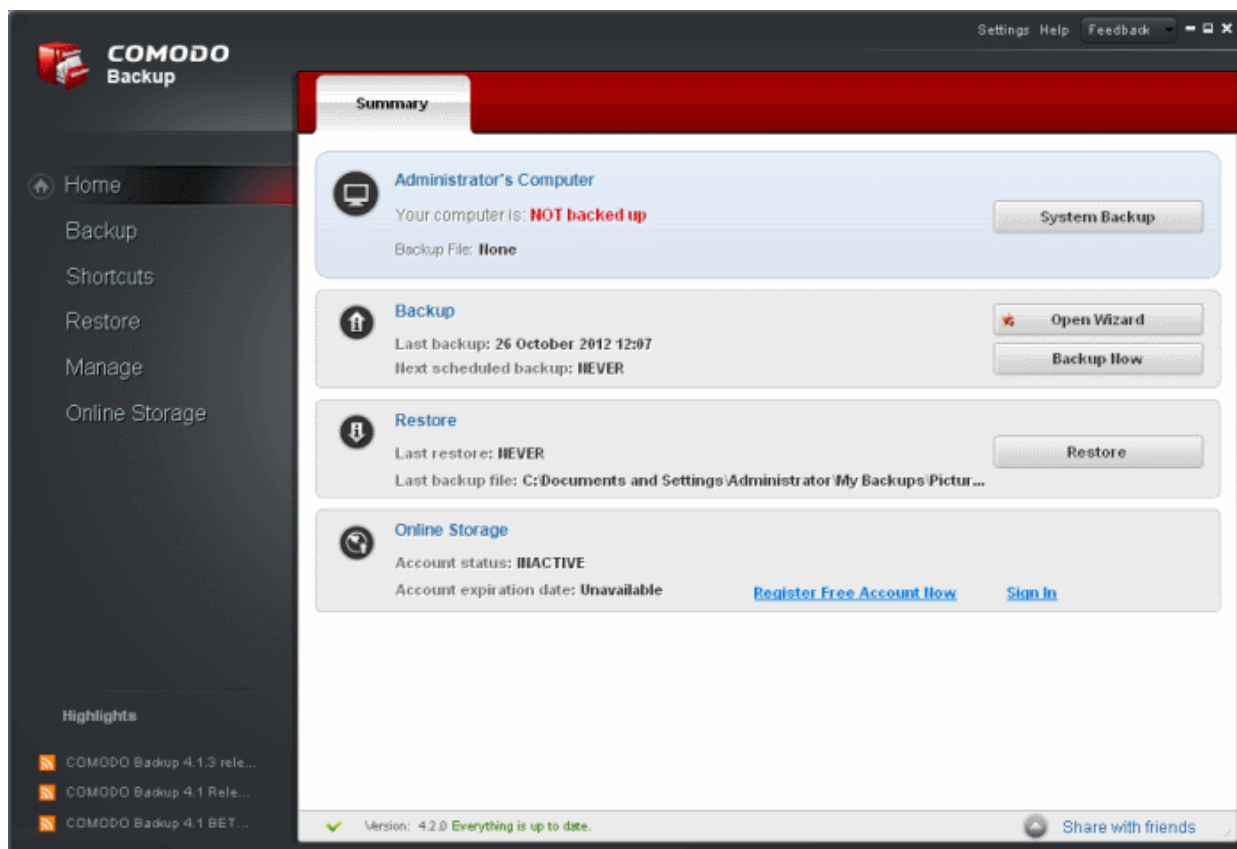 Settings Help Feedback
COMODO
Backup
Summary
Home
Backup
Shortcuts
Restore
Manage
Online Storage
Administrator's Computer
Your computer is: NOT backed up
Backup File: None
System Backup
Backup
Last backup: 26 October 2012 12:07
Next scheduled backup: NEVER
Open Wizard
Backup Now
Restore
Last restore: NEVER
Last backup file: C:\Documents and Settings\Administrator\My Backups\Pictur...
Restore
Online Storage
Account status: INACTIVE
Account expiration date: Unavailable
Register Free Account Now
Sign In
Highlights
COMODO Backup 4.1.3 rele...
COMODO Backup 4.1 Rele...
COMODO Backup 4.1 BET...
Version: 4.2.0 Everything is up to date.
Share with friends